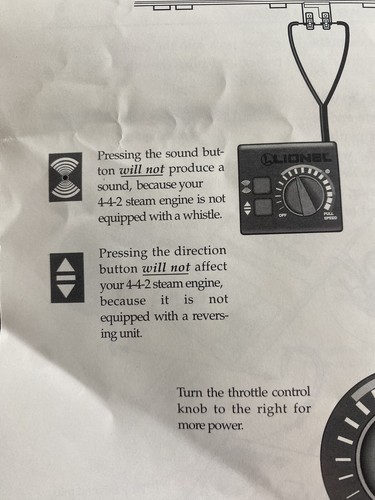 LIONEL
OFF
FULL
SPEED
Pressing the sound but-
ton will not produce a
sound, because your
4-4-2 steam engine is not
equipped with a whistle.
Pressing the direction
button will not affect
your 4-4-2 steam engine,
because it is not
equipped with a revers-
ing unit.
Turn the throttle control
knob to the right for
more power.